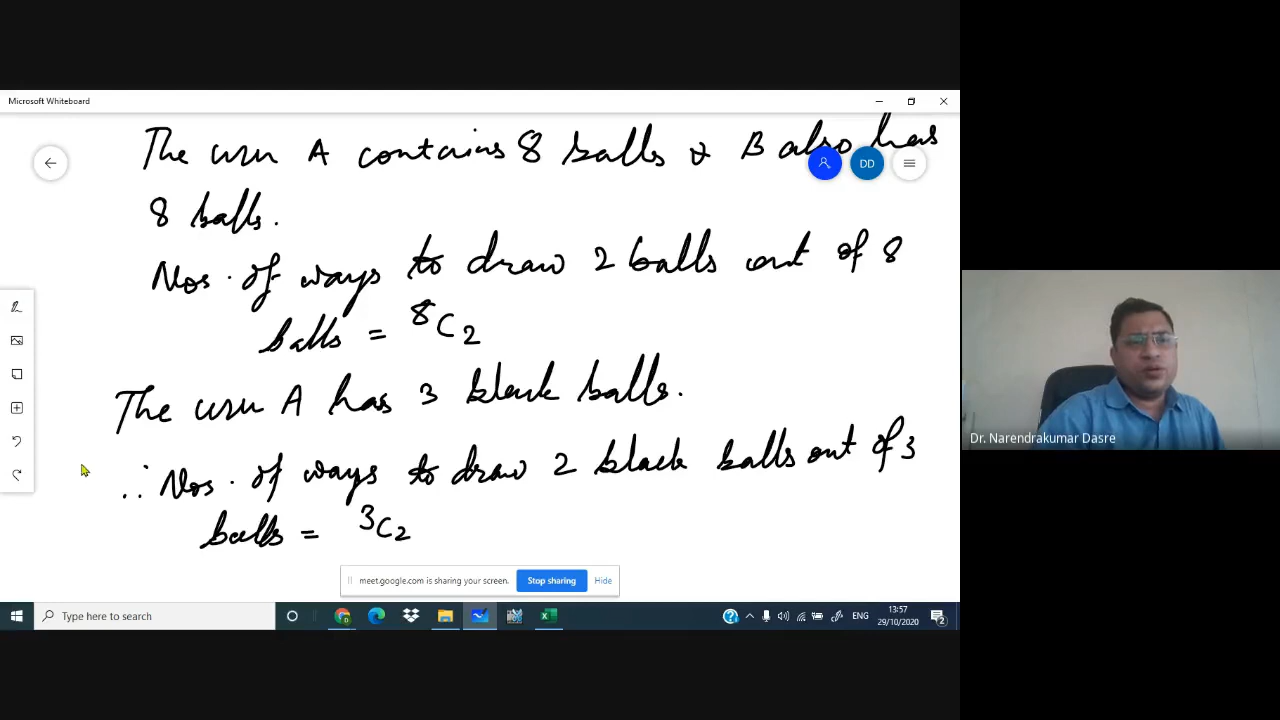 Microsoft Whiteboard
The urn A contains 8 balls & B also has
8 balls.
DD
Nos. of ways to draw 2 balls out of 8
balls = ⁸C₂
The urn A has 3 black balls.
∴ Nos. of ways to draw 2 black balls out of 3
balls = ³C₂
Dr. Narendrakumar Dasre
meet.google.com is sharing your screen.
Stop sharing
Hide
Type here to search
ENG
13:57
29/10/2020
2